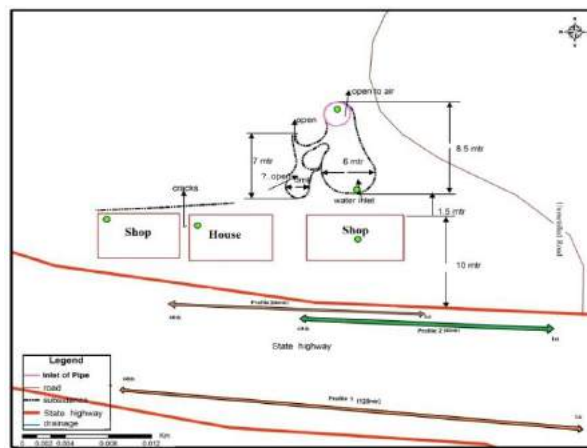 open to air
open
7 mtr
6 mtr
8.5 mtr
?. open
cracks
water inlet
1.5 mtr
Shop
House
Shop
10 mtr
Profile 2
State highway
Profile 1
Legend
Inlet of Pipe
road
subsidence
State highway
drainage
Km
0 0.002 0.004 0.008 0.012